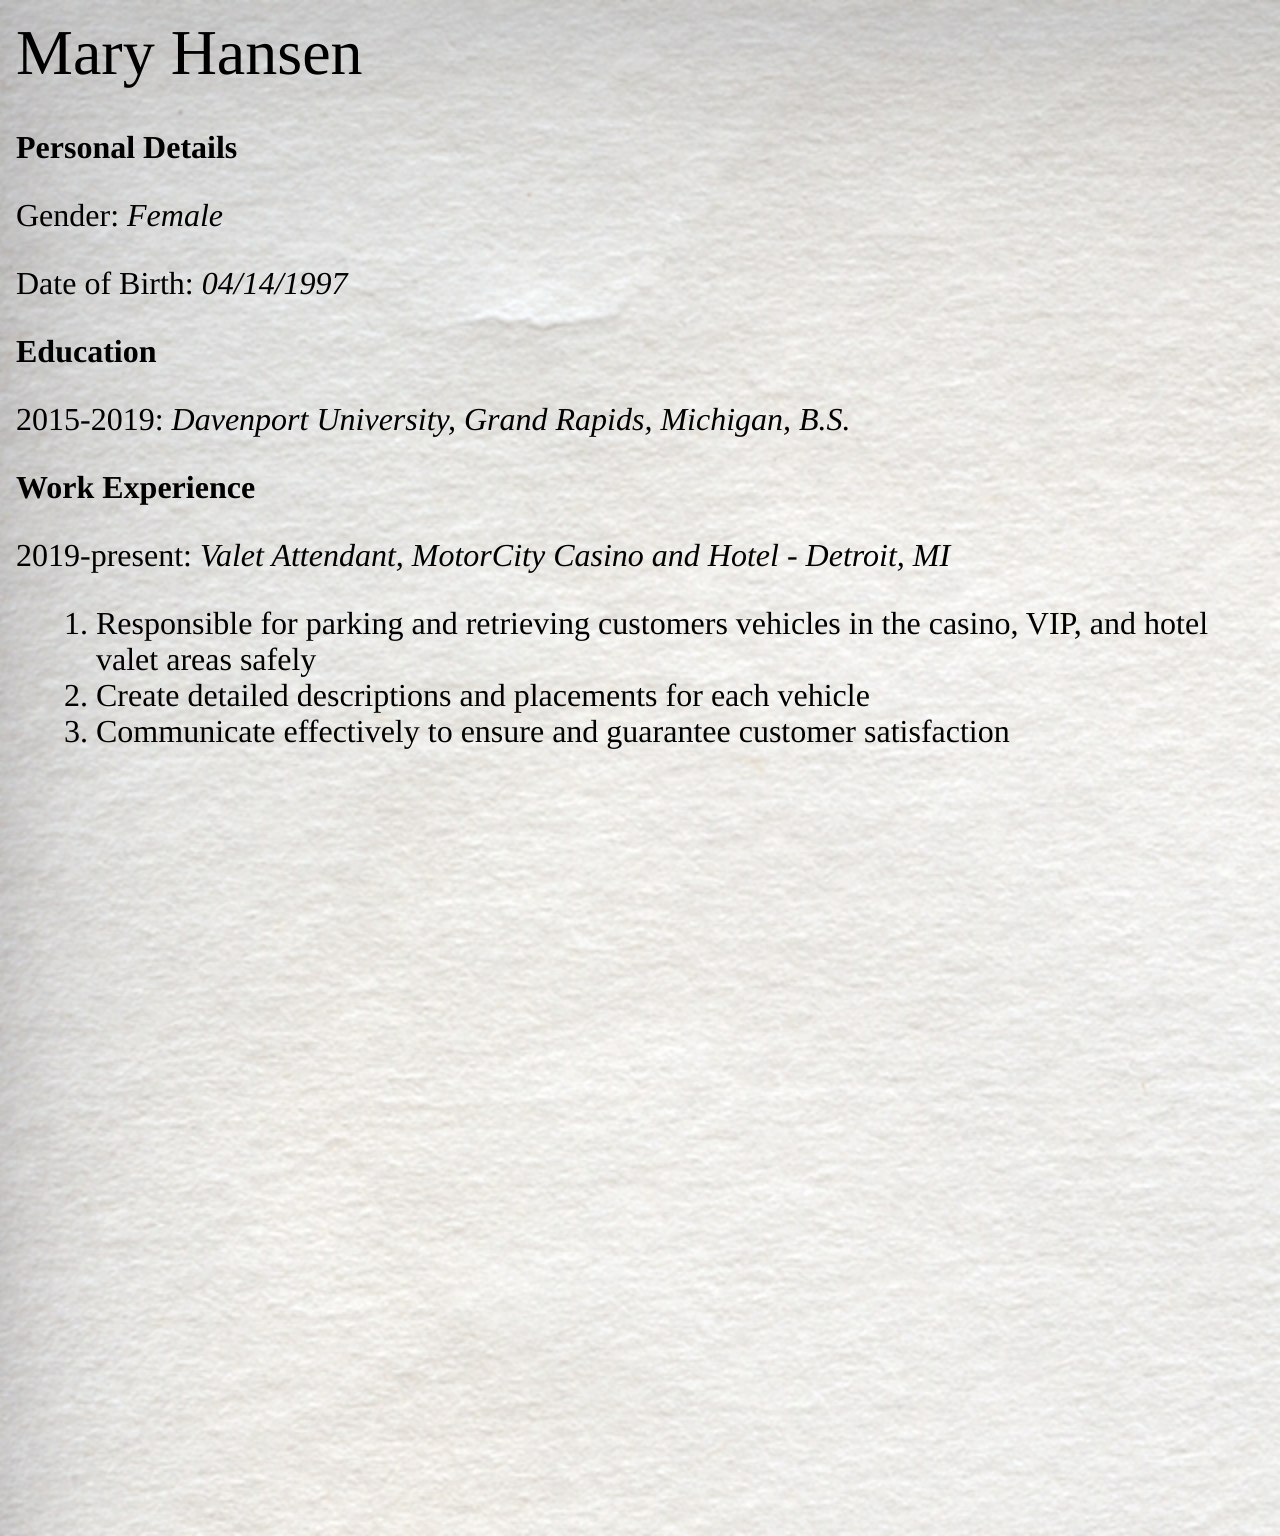 Mary Hansen
Personal Details
Gender: Female
Date of Birth: 04/14/1997
Education
2015-2019: Davenport University, Grand Rapids, Michigan, B.S.
Work Experience
2019-present: Valet Attendant, MotorCity Casino and Hotel - Detroit, MI
1. Responsible for parking and retrieving customers vehicles in the casino, VIP, and hotel
valet areas safely
2. Create detailed descriptions and placements for each vehicle
3. Communicate effectively to ensure and guarantee customer satisfaction